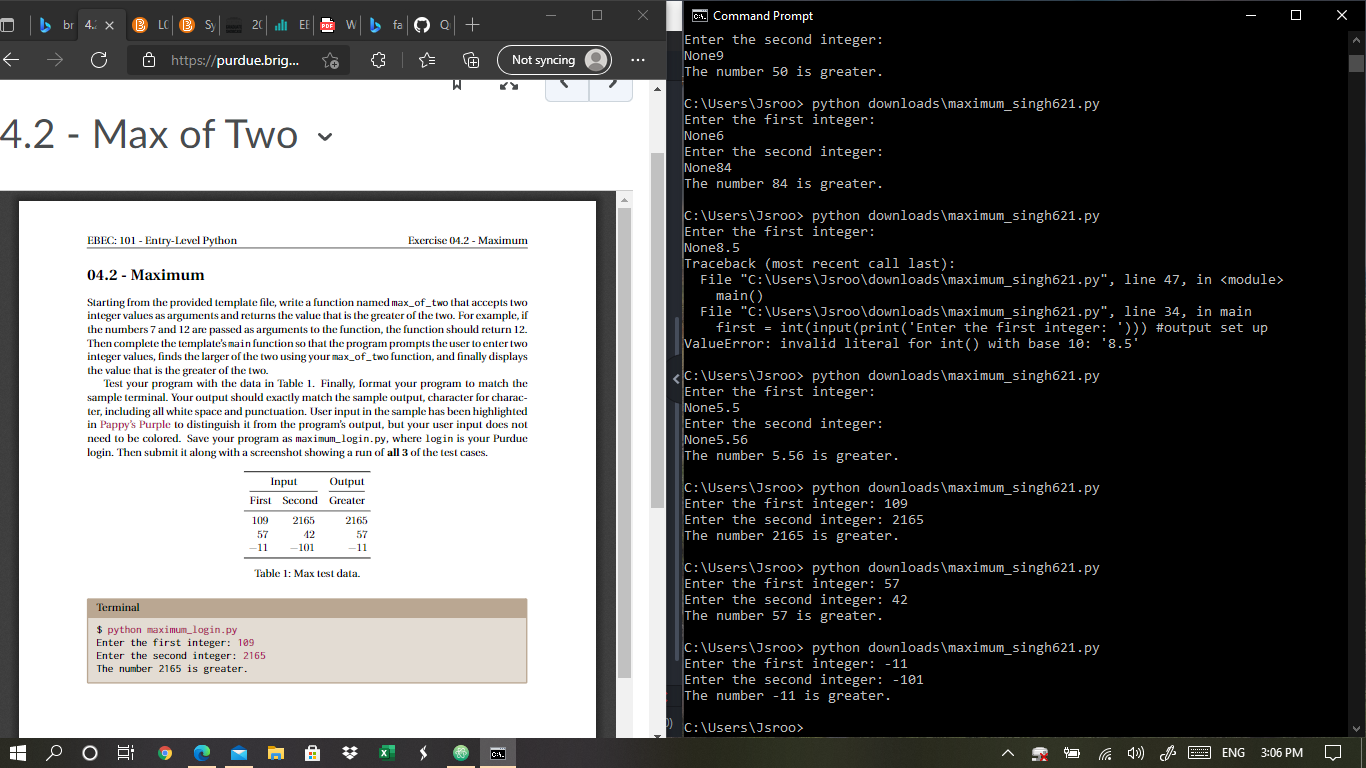 br
4.
LC
Sy
20
EE
W
fa
Q
https://purdue.brig...
Not syncing
4.2 - Max of Two
EBEC: 101 - Entry-Level Python Exercise 04.2 - Maximum
04.2 - Maximum
Starting from the provided template file, write a function named max_of_two that accepts two
integer values as arguments and returns the value that is the greater of the two. For example, if
the numbers 7 and 12 are passed as arguments to the function, the function should return 12.
Then complete the template's main function so that the program prompts the user to enter two
integer values, finds the larger of the two using your max_of_two function, and finally displays
the value that is the greater of the two.
Test your program with the data in Table 1. Finally, format your program to match the
sample terminal. Your output should exactly match the sample output, character for charac-
ter, including all white space and punctuation. User input in the sample has been highlighted
in Pappy's Purple to distinguish it from the program's output, but your user input does not
need to be colored. Save your program as maximum_login.py, where login is your Purdue
login. Then submit it along with a screenshot showing a run of all 3 of the test cases.
Input Output
First Second Greater
109 2165 2165
57 42 57
−11 −101 −11
Table 1: Max test data.
Terminal
$ python maximum_login.py
Enter the first integer: 109
Enter the second integer: 2165
The number 2165 is greater.
Command Prompt
Enter the second integer:
None9
The number 50 is greater.
C:\Users\Jsroo> python downloads\maximum_singh621.py
Enter the first integer:
None6
Enter the second integer:
None84
The number 84 is greater.
C:\Users\Jsroo> python downloads\maximum_singh621.py
Enter the first integer:
None8.5
Traceback (most recent call last):
File "C:\Users\Jsroo\downloads\maximum_singh621.py", line 47, in <module>
main()
File "C:\Users\Jsroo\downloads\maximum_singh621.py", line 34, in main
first = int(input(print('Enter the first integer: '))) #output set up
ValueError: invalid literal for int() with base 10: '8.5'
C:\Users\Jsroo> python downloads\maximum_singh621.py
Enter the first integer:
None5.5
Enter the second integer:
None5.56
The number 5.56 is greater.
C:\Users\Jsroo> python downloads\maximum_singh621.py
Enter the first integer: 109
Enter the second integer: 2165
The number 2165 is greater.
C:\Users\Jsroo> python downloads\maximum_singh621.py
Enter the first integer: 57
Enter the second integer: 42
The number 57 is greater.
C:\Users\Jsroo> python downloads\maximum_singh621.py
Enter the first integer: -11
Enter the second integer: -101
The number -11 is greater.
C:\Users\Jsroo>
ENG 3:06 PM